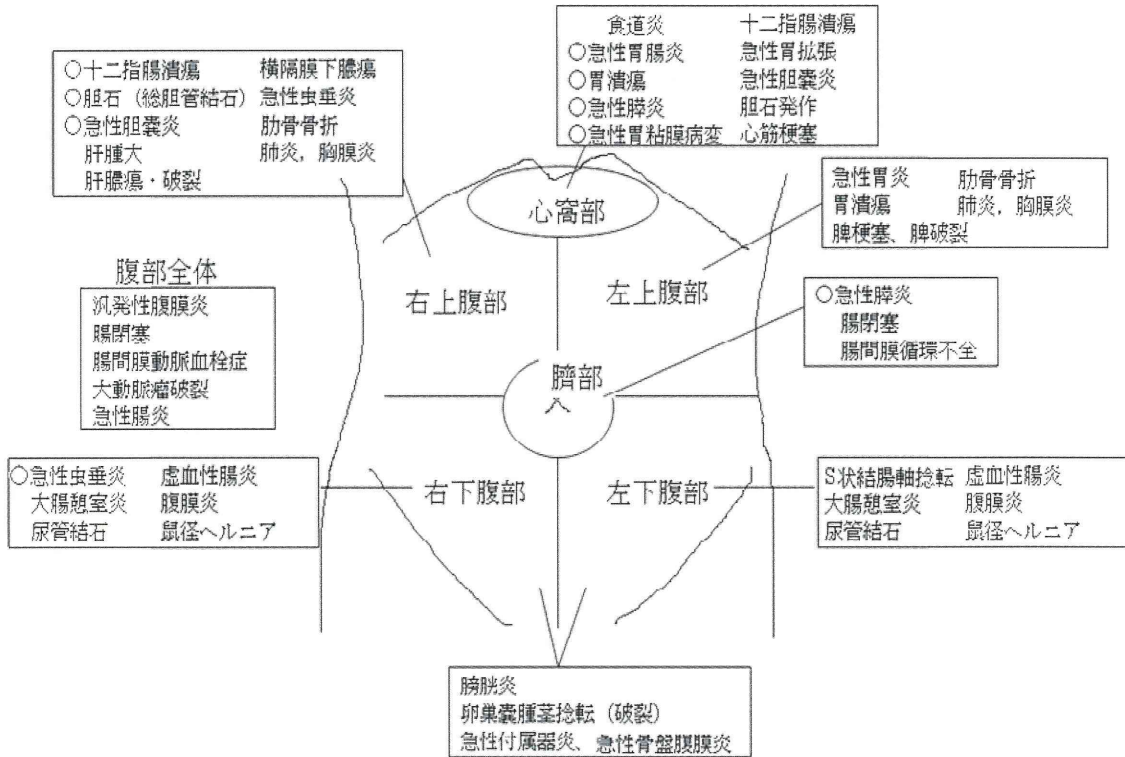 食道炎 十二指腸潰瘍
○急性胃腸炎 急性胃拡張
○胃潰瘍 急性胆嚢炎
○急性膵炎 胆石発作
○急性胃粘膜病変 心筋梗塞
○十二指腸潰瘍 横隔膜下膿瘍
○胆石（総胆管結石） 急性虫垂炎
○急性胆嚢炎 肋骨骨折
肝腫大 肺炎，胸膜炎
肝膿瘍・破裂
急性胃炎 肋骨骨折
胃潰瘍 肺炎，胸膜炎
脾梗塞、脾破裂
心窩部
右上腹部
左上腹部
腹部全体
汎発性腹膜炎
腸閉塞
腸間膜動脈血栓症
大動脈瘤破裂
急性腸炎
○急性膵炎
腸閉塞
腸間膜循環不全
臍部
○急性虫垂炎 虚血性腸炎
大腸憩室炎 腹膜炎
尿管結石 鼠径ヘルニア
右下腹部
左下腹部
S状結腸軸捻転 虚血性腸炎
大腸憩室炎 腹膜炎
尿管結石 鼠径ヘルニア
膀胱炎
卵巣嚢腫茎捻転（破裂）
急性付属器炎、急性骨盤腹膜炎